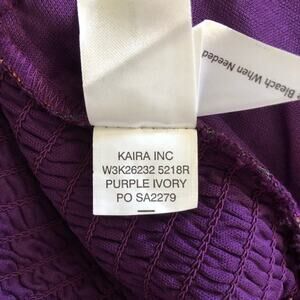 Bleach When Needed
KAIRA INC
W3K26232 5218R
PURPLE IVORY
PO SA2279